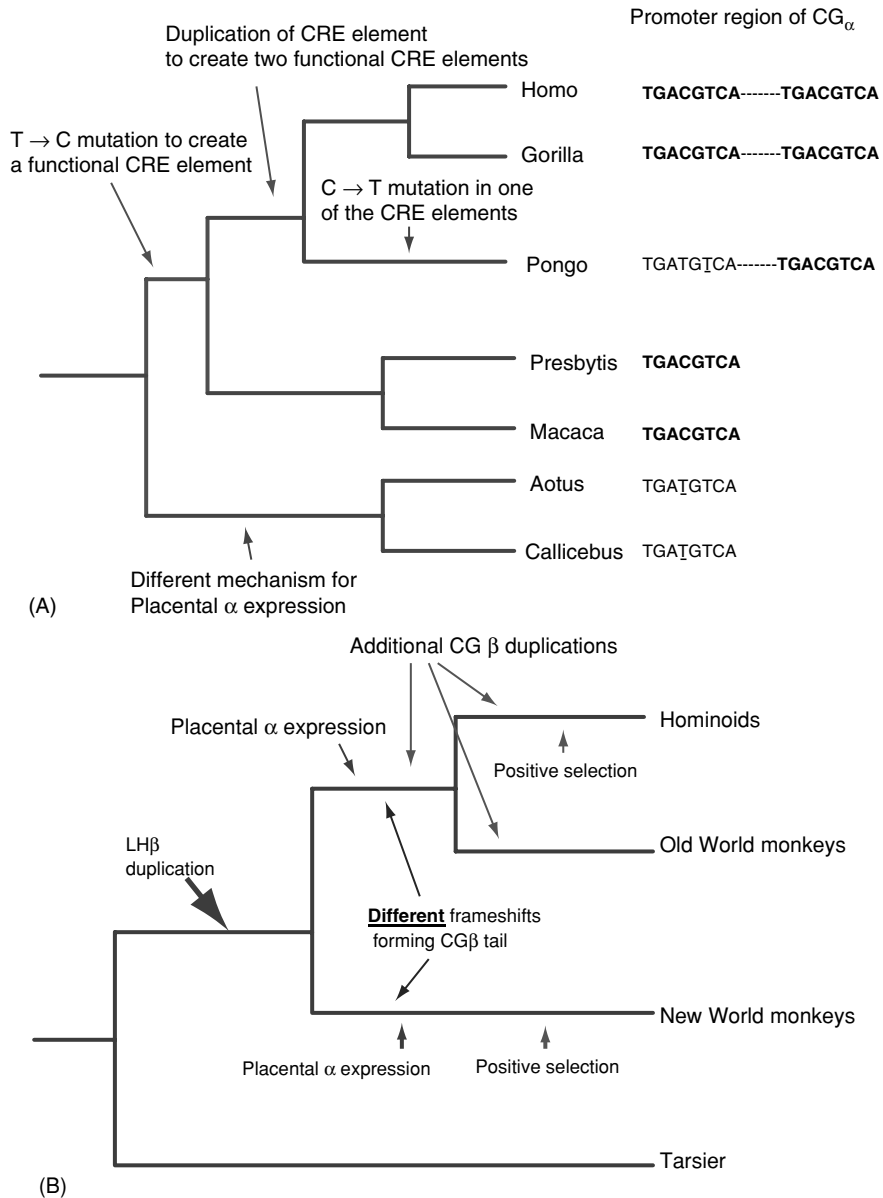 Promoter region of CGα
Duplication of CRE element
to create two functional CRE elements
Homo
TGACGTCA-------TGACGTCA
T → C mutation to create
a functional CRE element
Gorilla
TGACGTCA-------TGACGTCA
C → T mutation in one
of the CRE elements
Pongo
TGATGTCA-------TGACGTCA
Presbytis
TGACGTCA
Macaca
TGACGTCA
Aotus
TGATGTCA
Callicebus
TGATGTCA
Different mechanism for
Placental α expression
(A)
Additional CG β duplications
Placental α expression
Hominoids
Positive selection
LHβ
duplication
Old World monkeys
Different frameshifts
forming CGβ tail
New World monkeys
Placental α expression
Positive selection
Tarsier
(B)